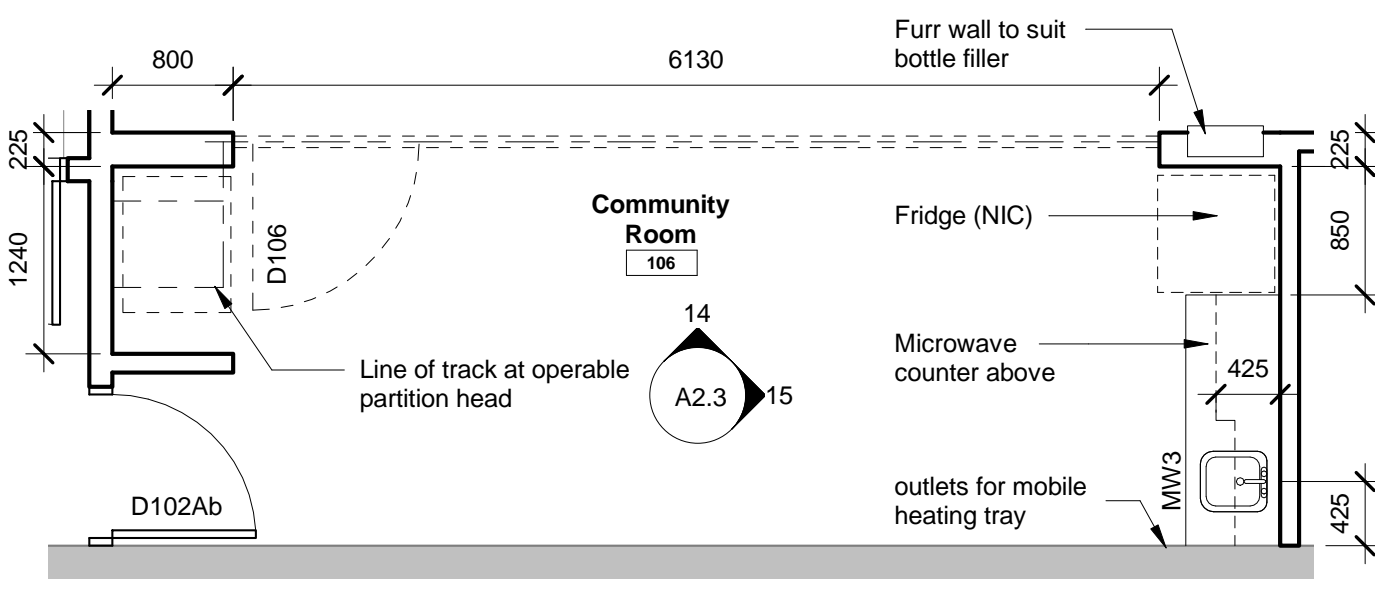 Furr wall to suit
bottle filler
800
6130
225
225
Community
Room
106
Fridge (NIC)
D106
1240
850
14
Line of track at operable
partition head
A2.3
15
Microwave
counter above
425
D102Ab
outlets for mobile
heating tray
MW3
425